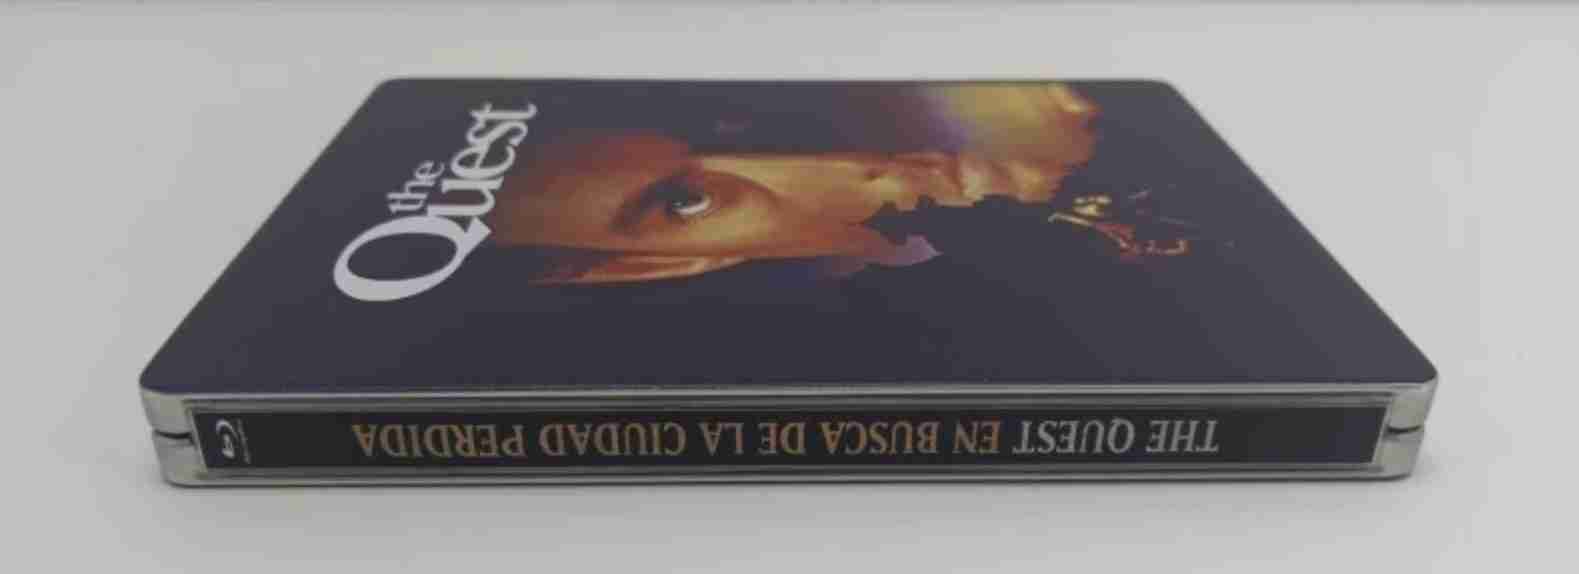 the
Quest
THE QUEST EN BUSCA DE LA CIUDAD PERDIDA